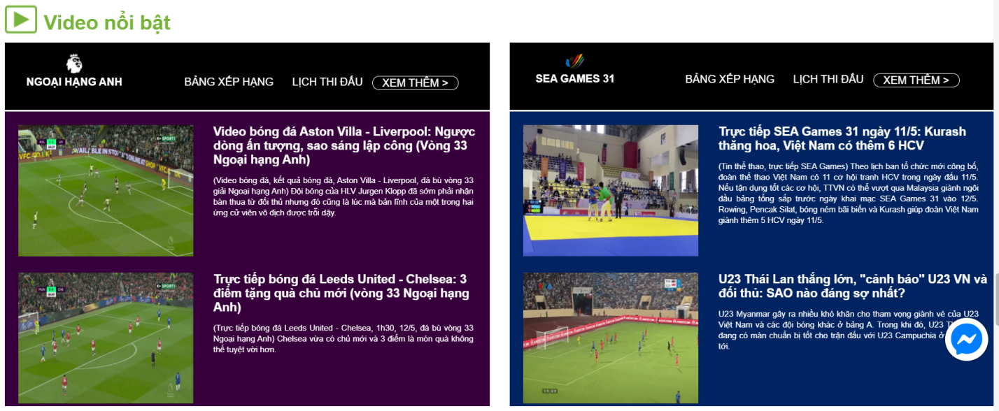 Video nổi bật
NGOẠI HẠNG ANH
BẢNG XẾP HẠNG
LỊCH THI ĐẤU
XEM THÊM >
Video bóng đá Aston Villa - Liverpool: Ngược
dòng ấn tượng, sao sáng lập công (Vòng 33
Ngoại hạng Anh)
(Video bóng đá, kết quả bóng đá, Aston Villa - Liverpool, đá bù vòng 33
giải Ngoại hạng Anh) Đội bóng của HLV Jurgen Klopp đã sớm phải nhận
bàn thua từ đối thủ nhưng đó cũng là lúc mà bản lĩnh của một trong hai
ứng cử viên vô địch được trỗi dậy.
Trực tiếp bóng đá Leeds United - Chelsea: 3
điểm tặng quà chủ mới (vòng 33 Ngoại hạng
Anh)
(Trực tiếp bóng đá Leeds United - Chelsea, 1h30, 12/5, đá bù vòng 33
Ngoại hạng Anh) Chelsea vừa có chủ mới và 3 điểm là món quà không
thể tuyệt vời hơn.
SEA GAMES 31
BẢNG XẾP HẠNG
LỊCH THI ĐẤU
XEM THÊM >
Trực tiếp SEA Games 31 ngày 11/5: Kurash
thăng hoa, Việt Nam có thêm 6 HCV
(Tin thể thao, trực tiếp SEA Games) Theo lịch ban tổ chức mới công bố,
đoàn thể thao Việt Nam có 11 cơ hội tranh HCV trong ngày đấu 11/5.
Nếu tận dụng tốt các cơ hội, TTVN có thể vượt qua Malaysia giành ngôi
đầu bảng tổng sắp trước ngày khai mạc SEA Games 31 vào 12/5.
Rowing, Pencak Silat, bóng ném bãi biển và Kurash giúp đoàn Việt Nam
giành thêm 5 HCV ngày 11/5.
U23 Thái Lan thắng lớn, "cảnh báo" U23 VN và
đối thủ: SAO nào đáng sợ nhất?
U23 Myanmar gây ra nhiều khó khăn cho tham vọng giành vé của U23
Việt Nam và các đội bóng khác ở bảng A. Trong khi đó, U23
đang có màn chuẩn bị tốt cho trận đấu với U23 Campuchia ở
tới.